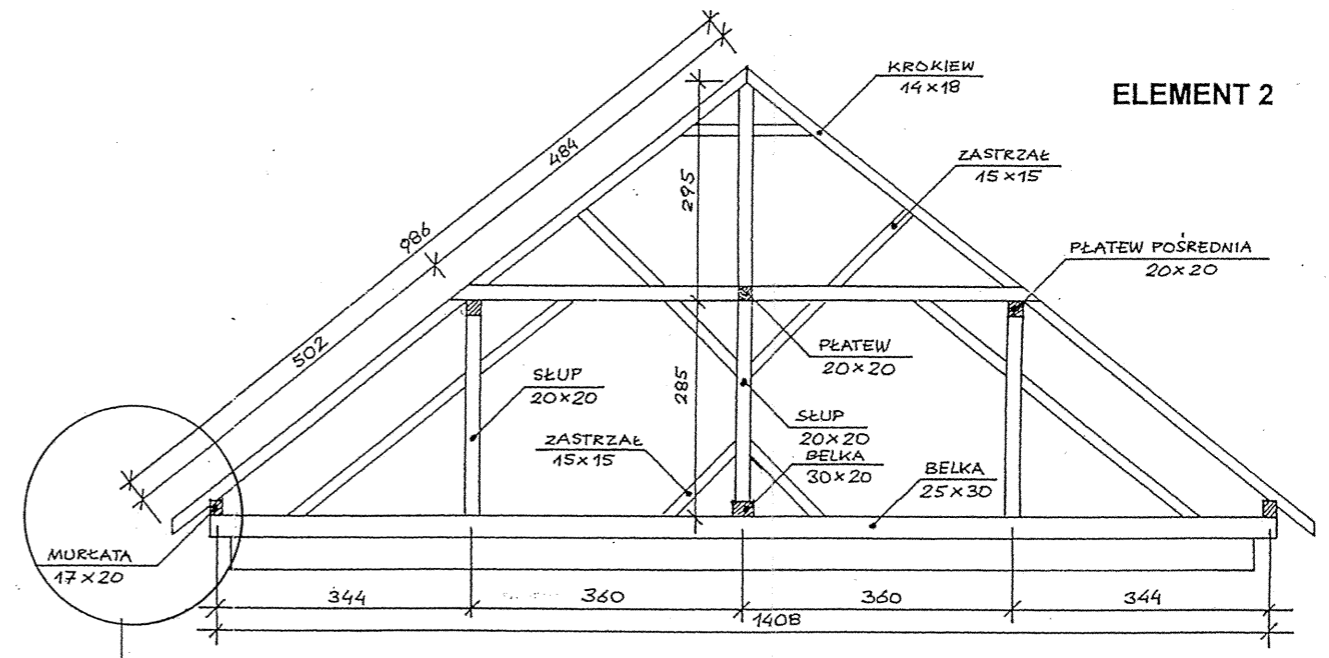 ELEMENT 2
KROKIEW
14×18
ZASTRZAŁ
15×15
PŁATEW POŚREDNIA
20×20
484
986
502
295
285
PŁATEW
20×20
SŁUP
20×20
SŁUP
20×20
ZASTRZAŁ
15×15
BELKA
30×20
BELKA
25×30
MURŁATA
17×20
344
360
360
344
1408